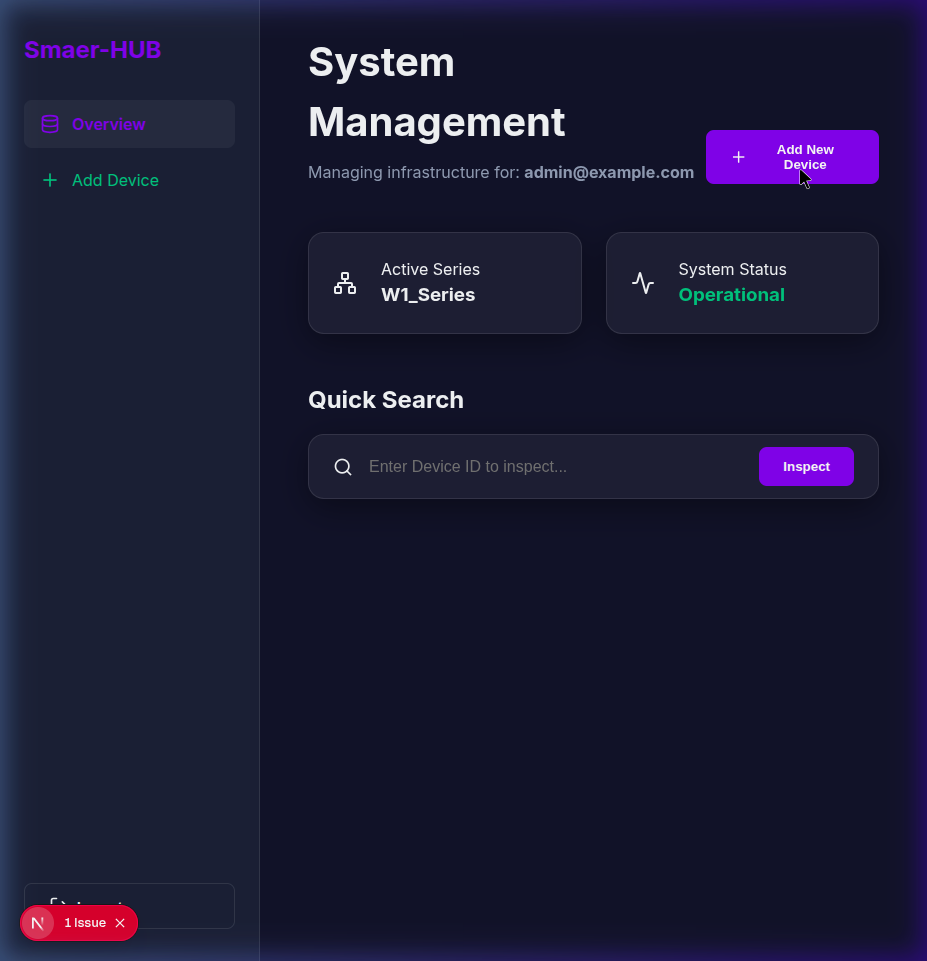 Smaer-HUB
Overview
Add Device
System
Management
Managing infrastructure for: admin@example.com
Add New
Device
Active Series
W1_Series
System Status
Operational
Quick Search
Enter Device ID to inspect...
Inspect
N
1 Issue